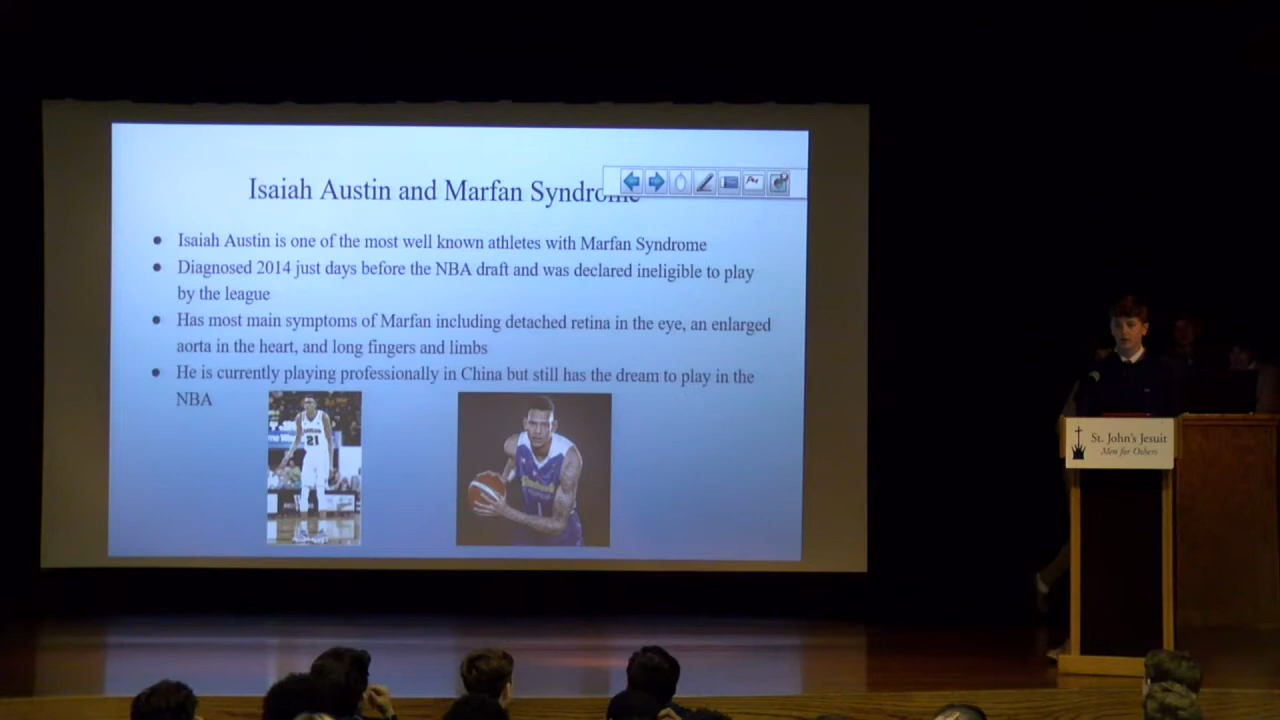 Isaiah Austin and Marfan Syndrome
● Isaiah Austin is one of the most well known athletes with Marfan Syndrome
● Diagnosed 2014 just days before the NBA draft and was declared ineligible to play
by the league
● Has most main symptoms of Marfan including detached retina in the eye, an enlarged
aorta in the heart, and long fingers and limbs
● He is currently playing professionally in China but still has the dream to play in the
NBA
21
St. John's Jesuit
Men for Others